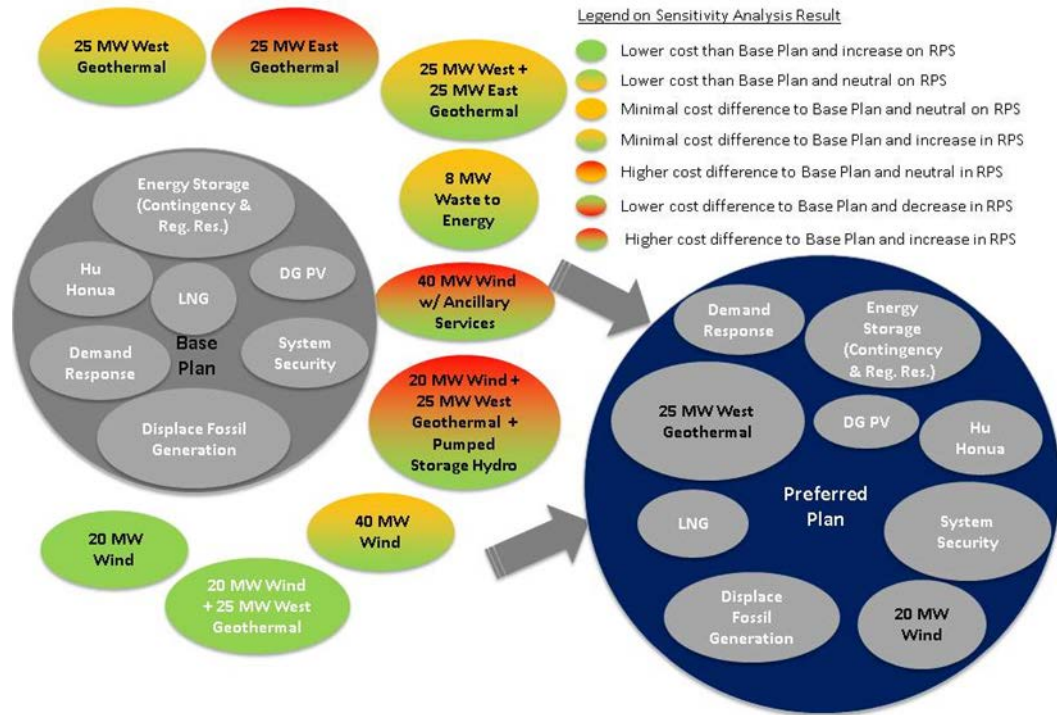 Legend on Sensitivity Analysis Result
Lower cost than Base Plan and increase on RPS
Lower cost than Base Plan and neutral on RPS
Minimal cost difference to Base Plan and neutral on RPS
Minimal cost difference to Base Plan and increase in RPS
Higher cost difference to Base Plan and neutral in RPS
Lower cost difference to Base Plan and decrease in RPS
Higher cost difference to Base Plan and increase in RPS
25 MW West
Geothermal
25 MW East
Geothermal
25 MW West +
25 MW East
Geothermal
8 MW
Waste to
Energy
40 MW Wind
w/ Ancillary
Services
20 MW Wind +
25 MW West
Geothermal +
Pumped
Storage Hydro
40 MW
Wind
20 MW
Wind
20 MW Wind
+ 25 MW West
Geothermal
Energy Storage
(Contingency &
Reg. Res.)
Hu
Honua
LNG
DG PV
Base
Plan
Demand
Response
System
Security
Displace Fossil
Generation
Demand
Response
Energy
Storage
(Contingency
& Reg. Res.)
25 MW West
Geothermal
DG PV
Hu
Honua
Preferred
Plan
LNG
System
Security
Displace
Fossil
Generation
20 MW
Wind